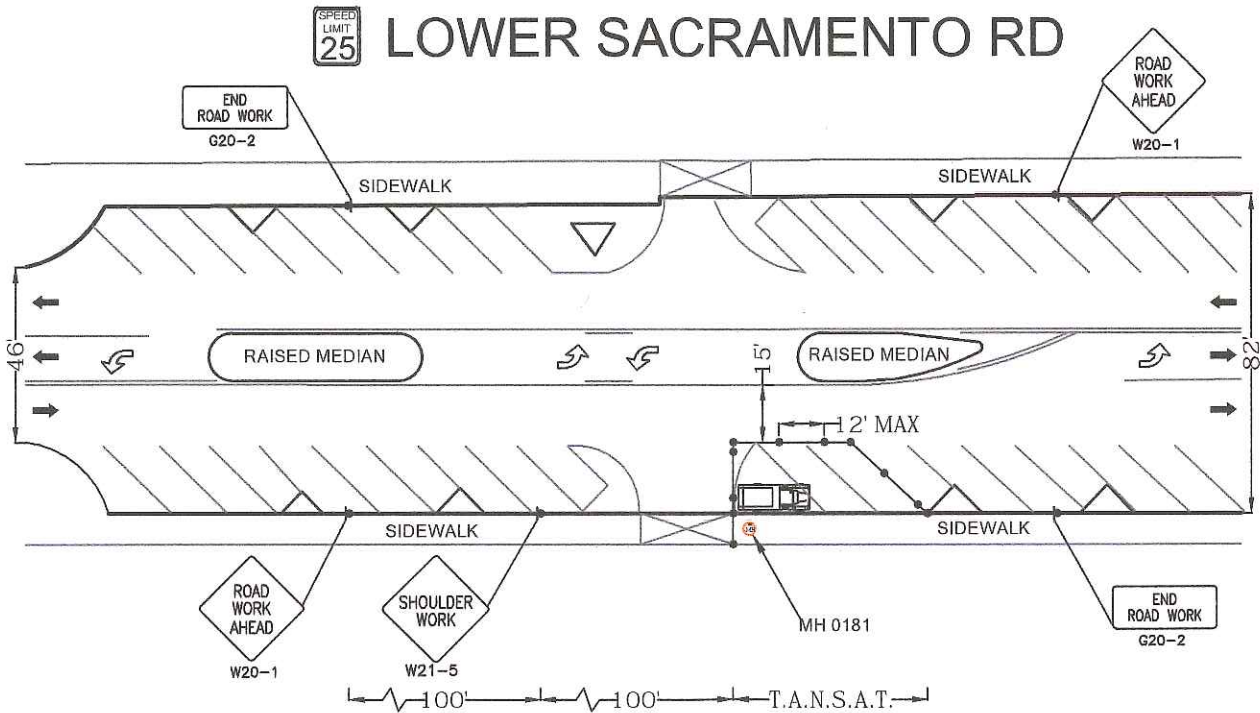 SPEED
LIMIT
25
LOWER SACRAMENTO RD
END
ROAD WORK
G20-2
ROAD
WORK
AHEAD
W20-1
SIDEWALK
SIDEWALK
46'
RAISED MEDIAN
15'
RAISED MEDIAN
82'
12' MAX
SIDEWALK
SIDEWALK
ROAD
WORK
AHEAD
W20-1
SHOULDER
WORK
W21-5
MH 0181
END
ROAD WORK
G20-2
100'
100'
T.A.N.S.A.T.